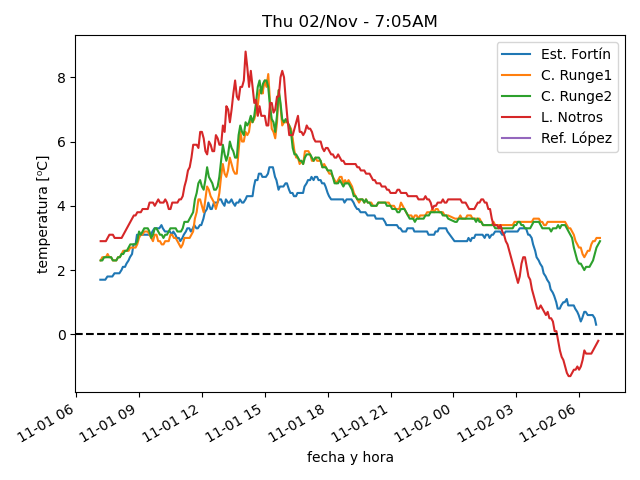 Thu 02/Nov - 7:05AM
Est. Fortín
C. Runge1
C. Runge2
L. Notros
Ref. López
temperatura [ºC]
8
6
4
2
0
11-01 06
11-01 09
11-01 12
11-01 15
11-01 18
11-01 21
11-02 00
11-02 03
11-02 06
fecha y hora